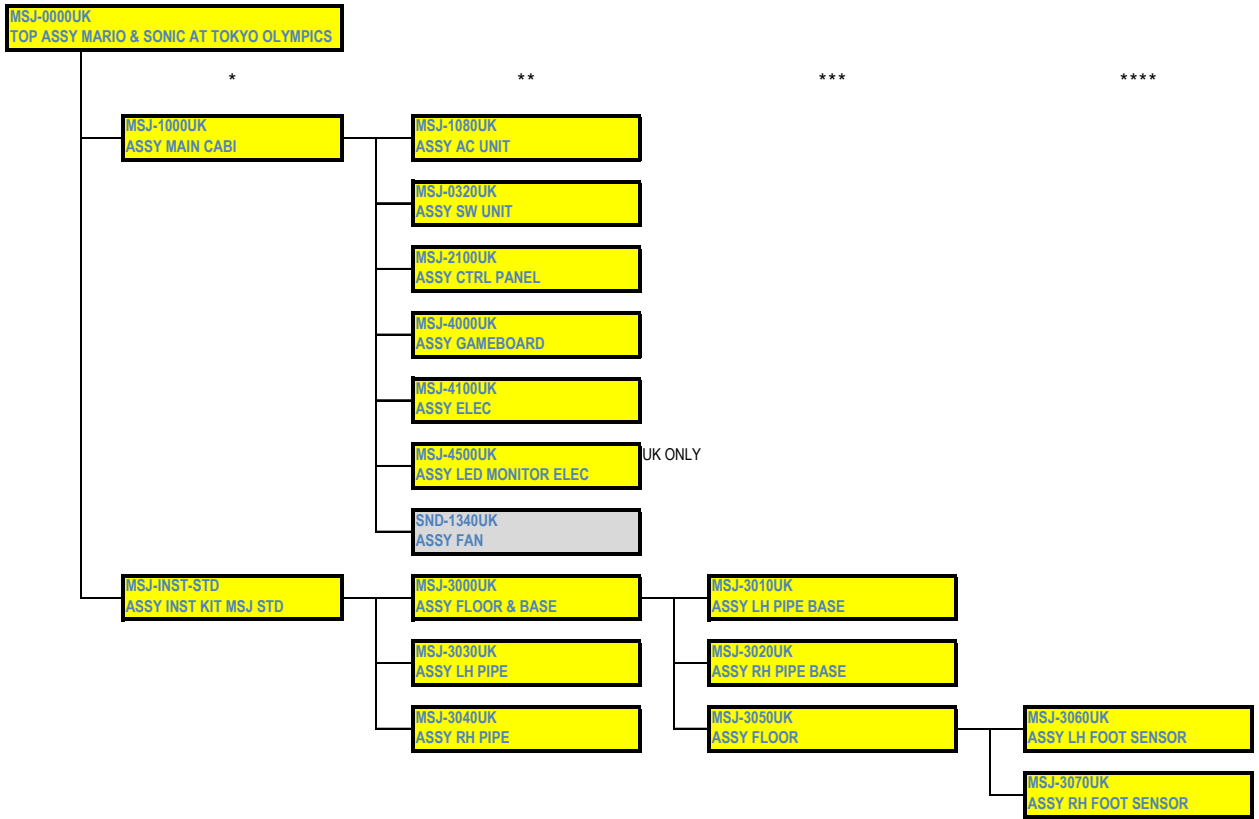 MSJ-0000UK
TOP ASSY MARIO & SONIC AT TOKYO OLYMPICS
* ** *** ****
MSJ-1000UK
ASSY MAIN CABI
MSJ-1080UK
ASSY AC UNIT
MSJ-0320UK
ASSY SW UNIT
MSJ-2100UK
ASSY CTRL PANEL
MSJ-4000UK
ASSY GAMEBOARD
MSJ-4100UK
ASSY ELEC
MSJ-4500UK
ASSY LED MONITOR ELEC
UK ONLY
SND-1340UK
ASSY FAN
MSJ-INST-STD
ASSY INST KIT MSJ STD
MSJ-3000UK
ASSY FLOOR & BASE
MSJ-3010UK
ASSY LH PIPE BASE
MSJ-3030UK
ASSY LH PIPE
MSJ-3020UK
ASSY RH PIPE BASE
MSJ-3040UK
ASSY RH PIPE
MSJ-3050UK
ASSY FLOOR
MSJ-3060UK
ASSY LH FOOT SENSOR
MSJ-3070UK
ASSY RH FOOT SENSOR